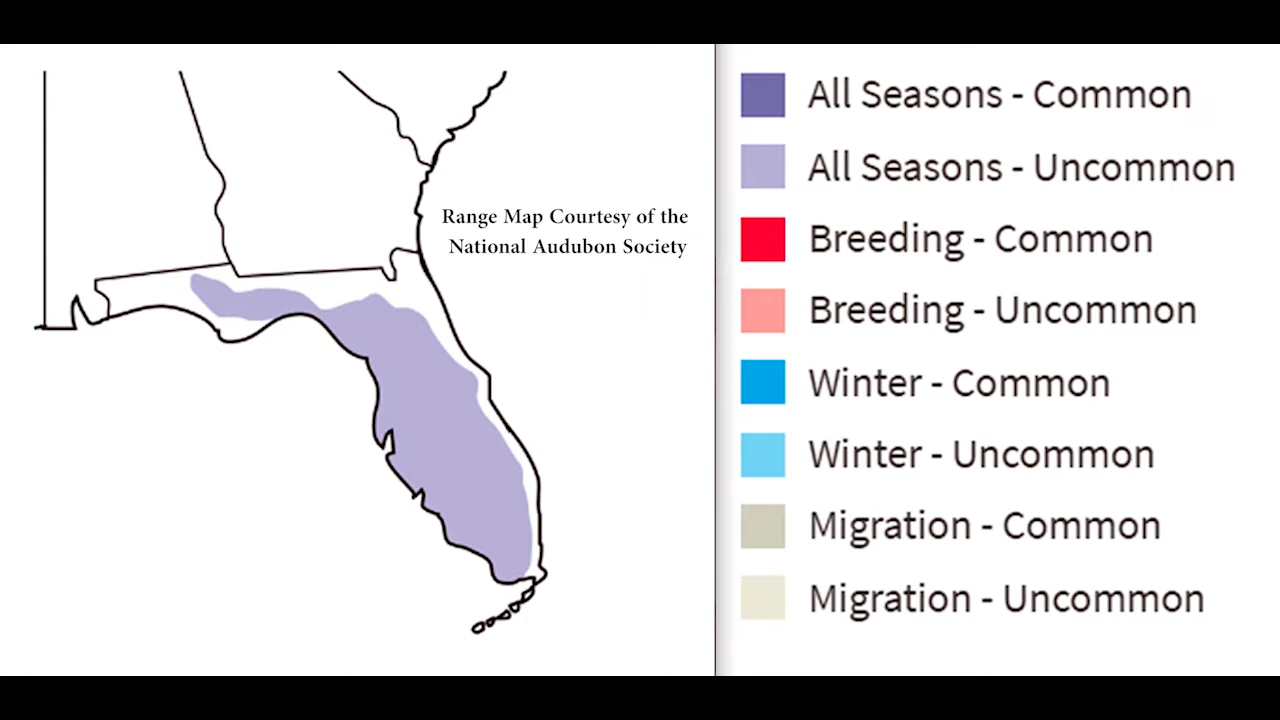 Range Map Courtesy of the
National Audubon Society
All Seasons - Common
All Seasons - Uncommon
Breeding - Common
Breeding - Uncommon
Winter - Common
Winter - Uncommon
Migration - Common
Migration - Uncommon